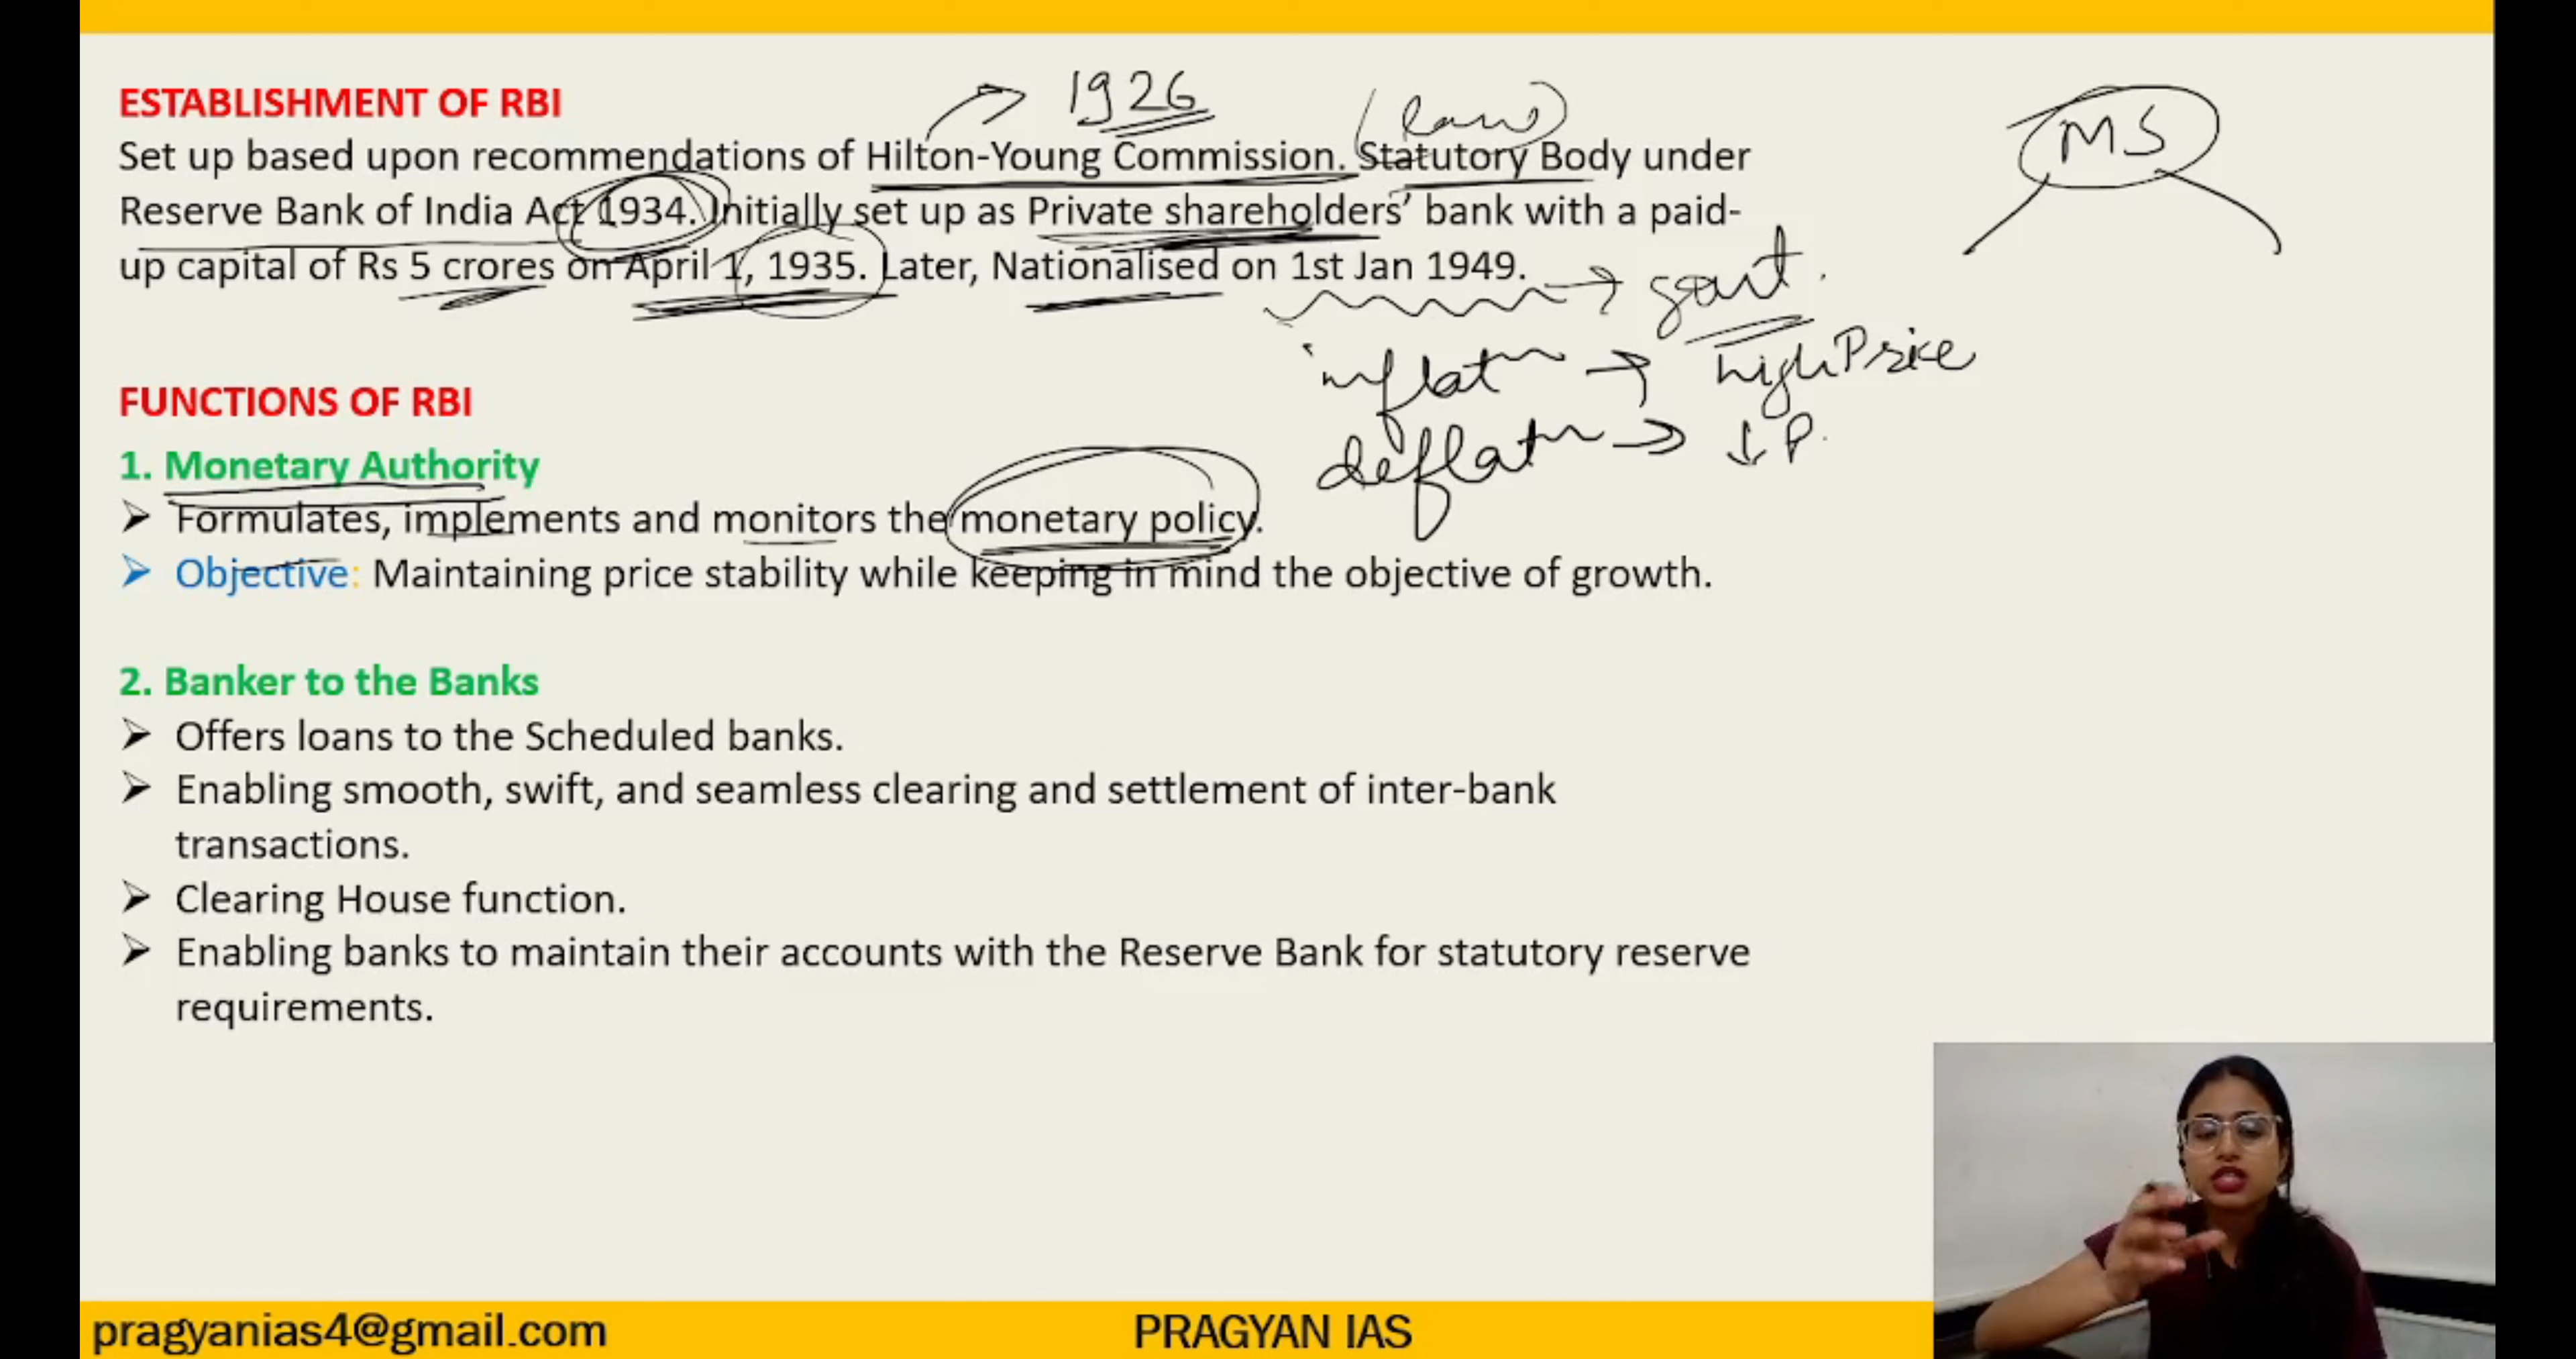 ESTABLISHMENT OF RBI
1926
(law)
MS
Set up based upon recommendations of Hilton-Young Commission. Statutory Body under
Reserve Bank of India Act 1934. Initially set up as Private shareholders’ bank with a paid-
up capital of Rs 5 crores on April 1, 1935. Later, Nationalised on 1st Jan 1949.
→ govt.
inflatn → high Price
deflatn → ↓ P.
FUNCTIONS OF RBI
1. Monetary Authority
➢ Formulates, implements and monitors the monetary policy.
➢ Objective: Maintaining price stability while keeping in mind the objective of growth.
2. Banker to the Banks
➢ Offers loans to the Scheduled banks.
➢ Enabling smooth, swift, and seamless clearing and settlement of inter-bank
transactions.
➢ Clearing House function.
➢ Enabling banks to maintain their accounts with the Reserve Bank for statutory reserve
requirements.
pragyanias4@gmail.com
PRAGYAN IAS